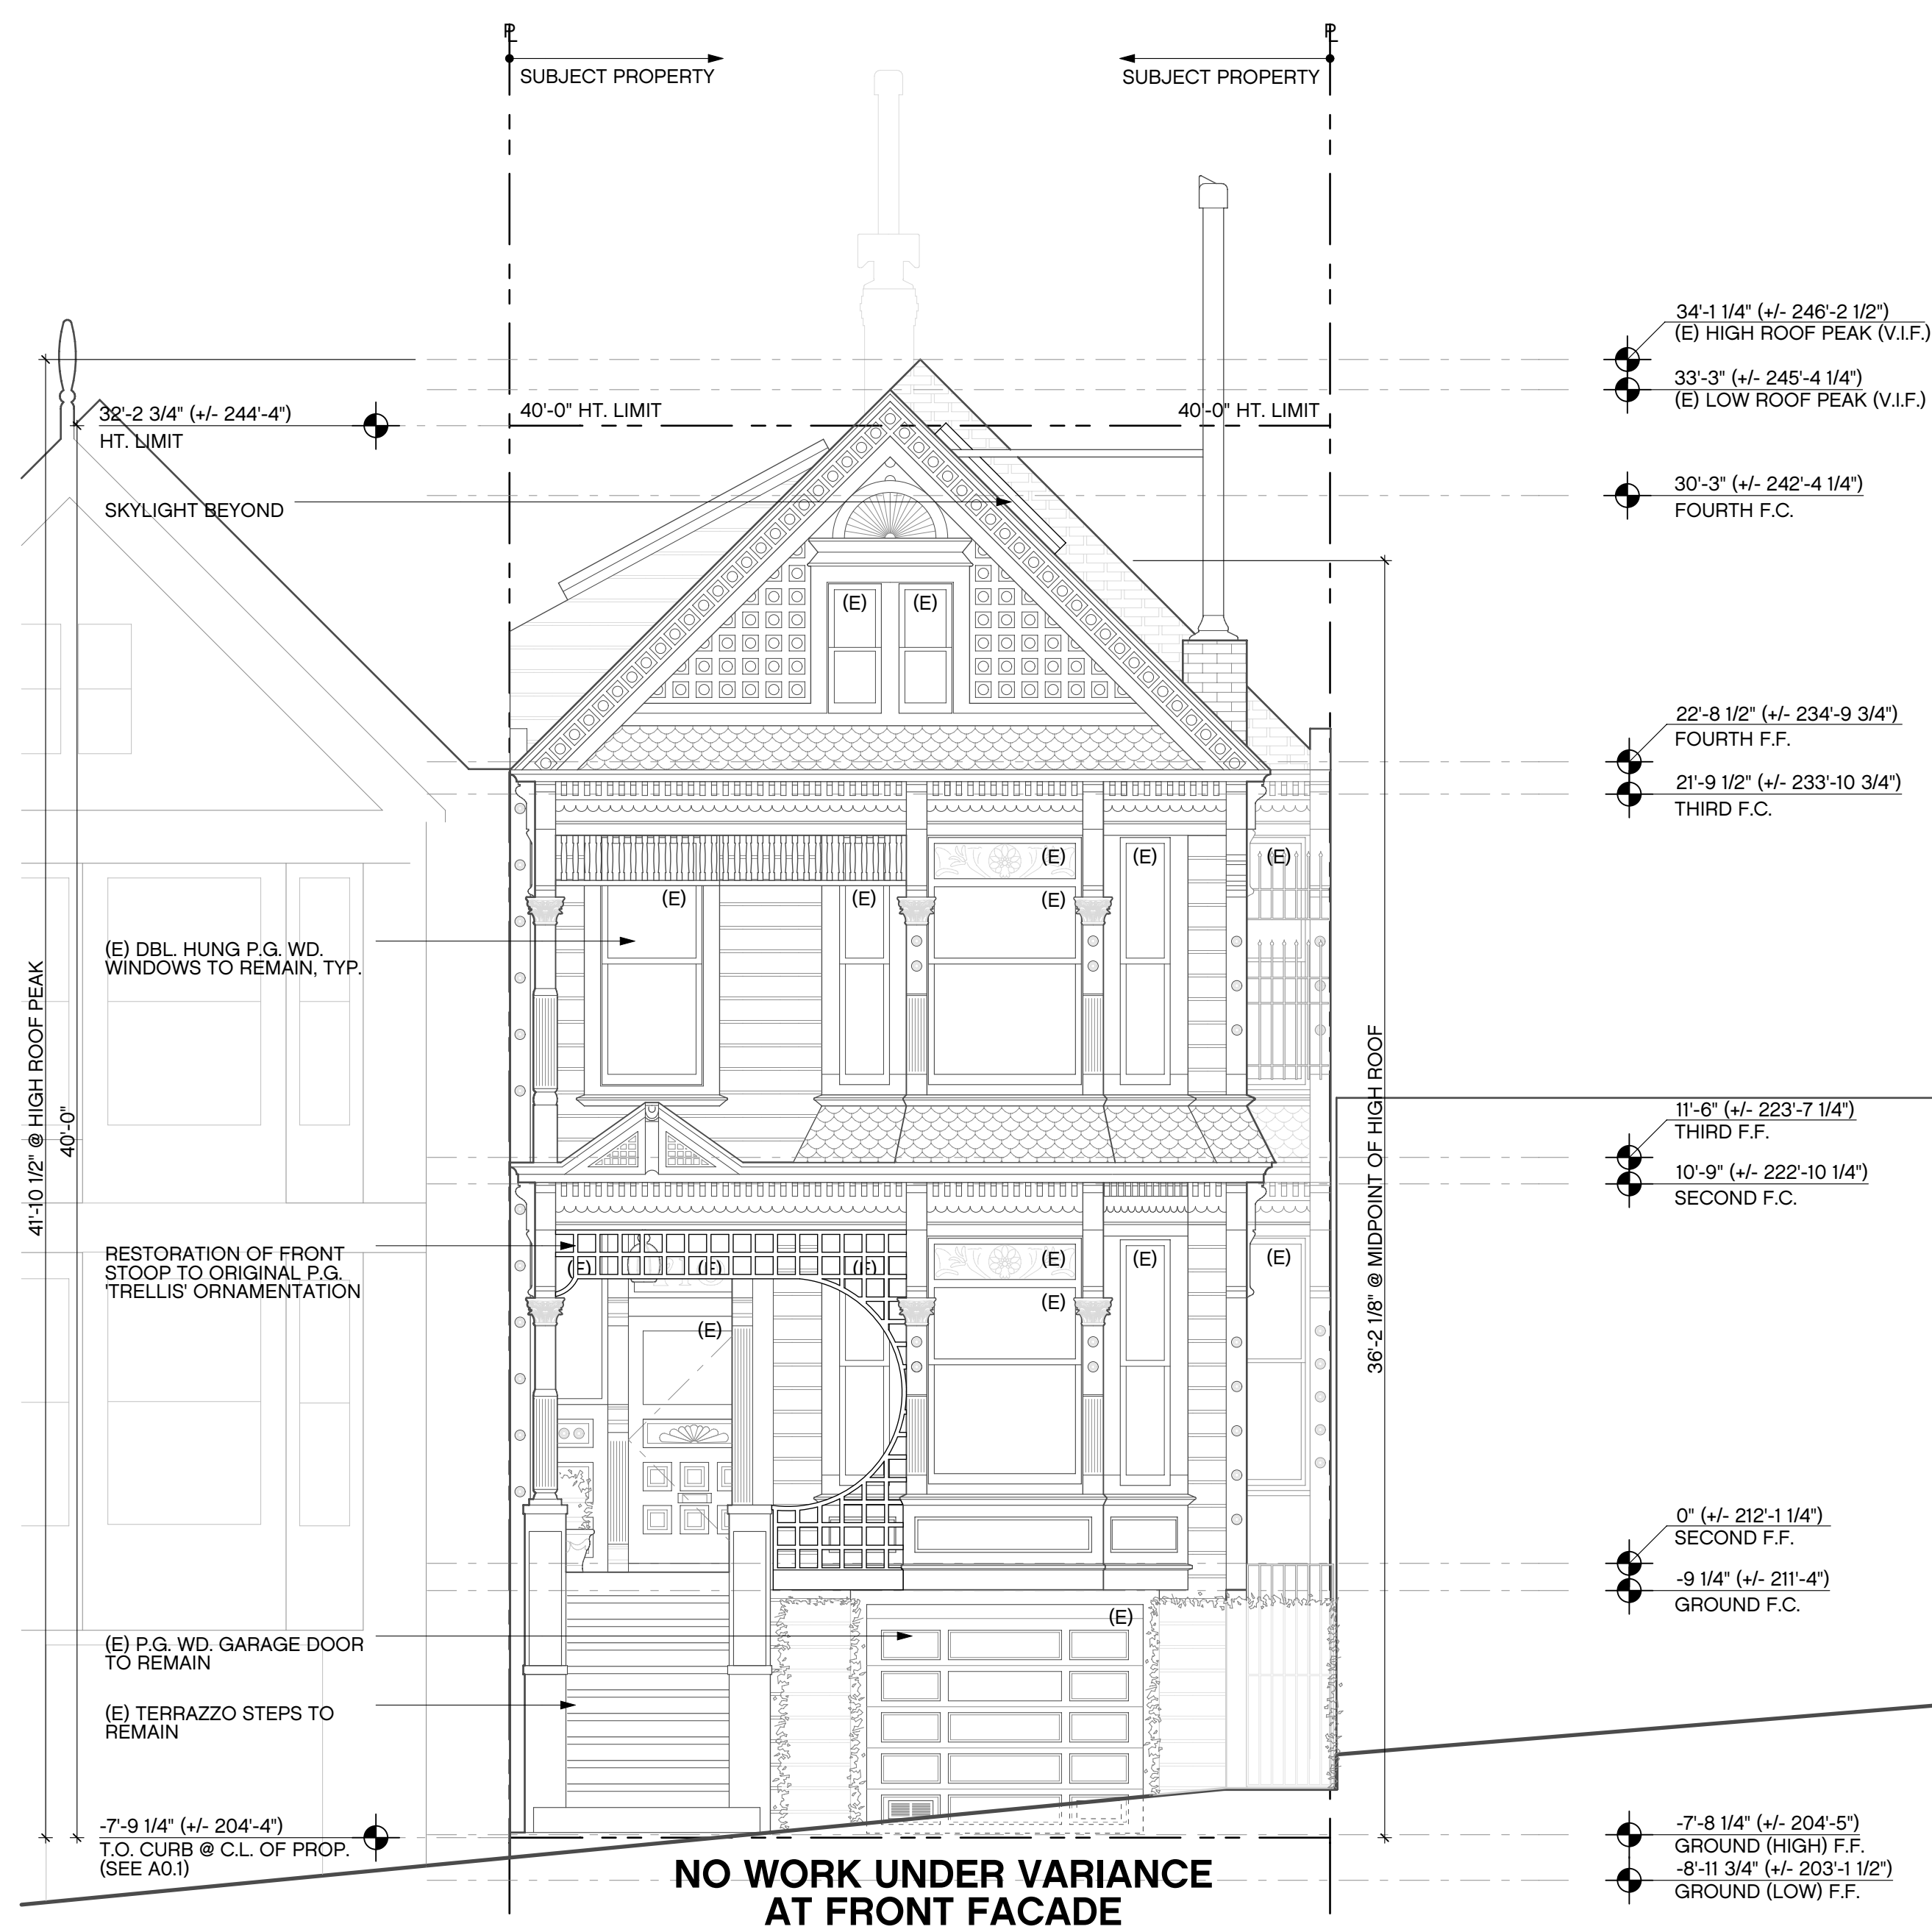 PL
PL
SUBJECT PROPERTY
SUBJECT PROPERTY
34'-1 1/4" (+/- 246'-2 1/2")
(E) HIGH ROOF PEAK (V.I.F.)
33'-3" (+/- 245'-4 1/4")
(E) LOW ROOF PEAK (V.I.F.)
32'-2 3/4" (+/- 244'-4")
HT. LIMIT
40'-0" HT. LIMIT
40'-0" HT. LIMIT
30'-3" (+/- 242'-4 1/4")
FOURTH F.C.
SKYLIGHT BEYOND
(E)
(E)
22'-8 1/2" (+/- 234'-9 3/4")
FOURTH F.F.
21'-9 1/2" (+/- 233'-10 3/4")
THIRD F.C.
(E)
(E)
(E)
(E)
(E)
(E)
(E) DBL. HUNG P.G. WD.
WINDOWS TO REMAIN, TYP.
41'-10 1/2" @ HIGH ROOF PEAK
40'-0"
36'-2 1/8" @ MIDPOINT OF HIGH ROOF
11'-6" (+/- 223'-7 1/4")
THIRD F.F.
10'-9" (+/- 222'-10 1/4")
SECOND F.C.
RESTORATION OF FRONT
STOOP TO ORIGINAL P.G.
'TRELLIS' ORNAMENTATION
(E)
(E)
(E)
(E)
(E)
(E)
(E)
(E)
0" (+/- 212'-1 1/4")
SECOND F.F.
-9 1/4" (+/- 211'-4")
GROUND F.C.
(E)
(E) P.G. WD. GARAGE DOOR
TO REMAIN
(E) TERRAZZO STEPS TO
REMAIN
-7'-9 1/4" (+/- 204'-4")
T.O. CURB @ C.L. OF PROP.
(SEE A0.1)
-7'-8 1/4" (+/- 204'-5")
GROUND (HIGH) F.F.
-8'-11 3/4" (+/- 203'-1 1/2")
GROUND (LOW) F.F.
NO WORK UNDER VARIANCE
AT FRONT FACADE